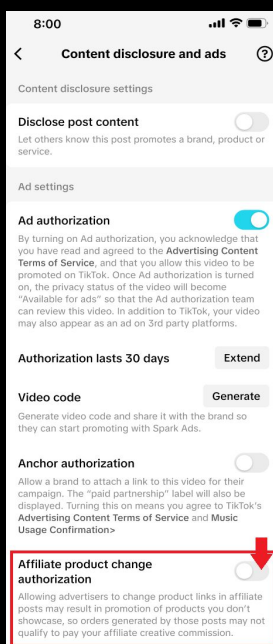 8:00
Content disclosure and ads
Content disclosure settings
Disclose post content
Let others know this post promotes a brand, product or
service.
Ad settings
Ad authorization
By turning on Ad authorization, you acknowledge that
you have read and agreed to the Advertising Content
Terms of Service, and that you allow this video to be
promoted on TikTok. Once Ad authorization is turned
on, the privacy status of the video will become
"Available for ads" so that the Ad authorization team
can review this video. In addition to TikTok, your video
may also appear as an ad on 3rd party platforms.
Authorization lasts 30 days Extend
Video code Generate
Generate video code and share it with the brand so
they can start promoting with Spark Ads.
Anchor authorization
Allow a brand to attach a link to this video for their
campaign. The "paid partnership" label will also be
displayed. Turning this on means you agree to TikTok's
Advertising Content Terms of Service and Music
Usage Confirmation>
Affiliate product change
authorization
Allowing advertisers to change product links in affiliate
posts may result in promotion of products you don't
showcase, so orders generated by those posts may not
qualify to pay your affiliate creative commission.